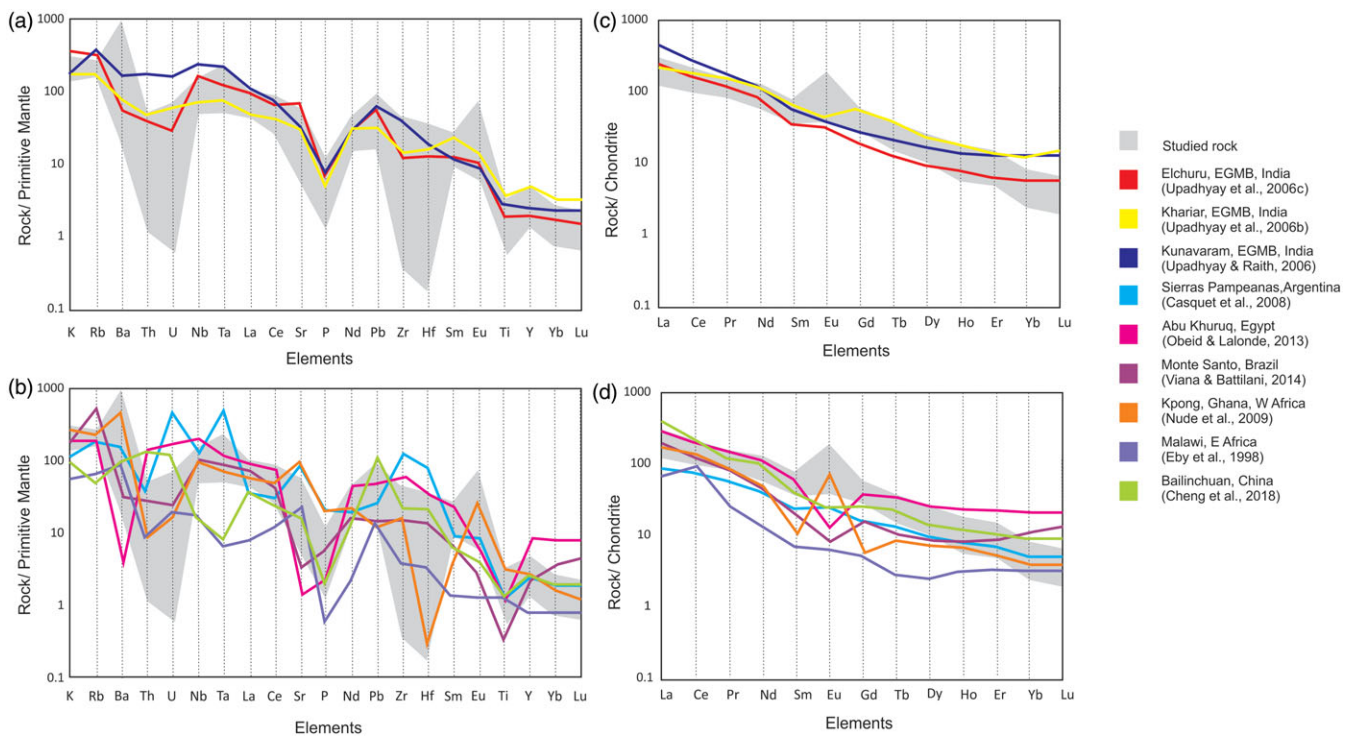 (a)
1000
100
10
1
0.1
Rock/ Primitive Mantle
K Rb Ba Th U Nb Ta La Ce Sr P Nd Pb Zr Hf Sm Eu Ti Y Yb Lu
Elements
(b)
1000
100
10
1
0.1
Rock/ Primitive Mantle
K Rb Ba Th U Nb Ta La Ce Sr P Nd Pb Zr Hf Sm Eu Ti Y Yb Lu
Elements
(c)
1000
100
10
1
0.1
Rock/ Chondrite
La Ce Pr Nd Sm Eu Gd Tb Dy Ho Er Yb Lu
Elements
(d)
1000
100
10
1
0.1
Rock/ Chondrite
La Ce Pr Nd Sm Eu Gd Tb Dy Ho Er Yb Lu
Elements
Studied rock
Elchuru, EGMB, India
(Upadhyay et al., 2006c)
Khariar, EGMB, India
(Upadhyay et al., 2006b)
Kunavaram, EGMB, India
(Upadhyay & Raith, 2006)
Sierras Pampeanas,Argentina
(Casquet et al., 2008)
Abu Khuruq, Egypt
(Obeid & Lalonde, 2013)
Monte Santo, Brazil
(Viana & Battilani, 2014)
Kpong, Ghana, W Africa
(Nude et al., 2009)
Malawi, E Africa
(Eby et al., 1998)
Bailinchuan, China
(Cheng et al., 2018)